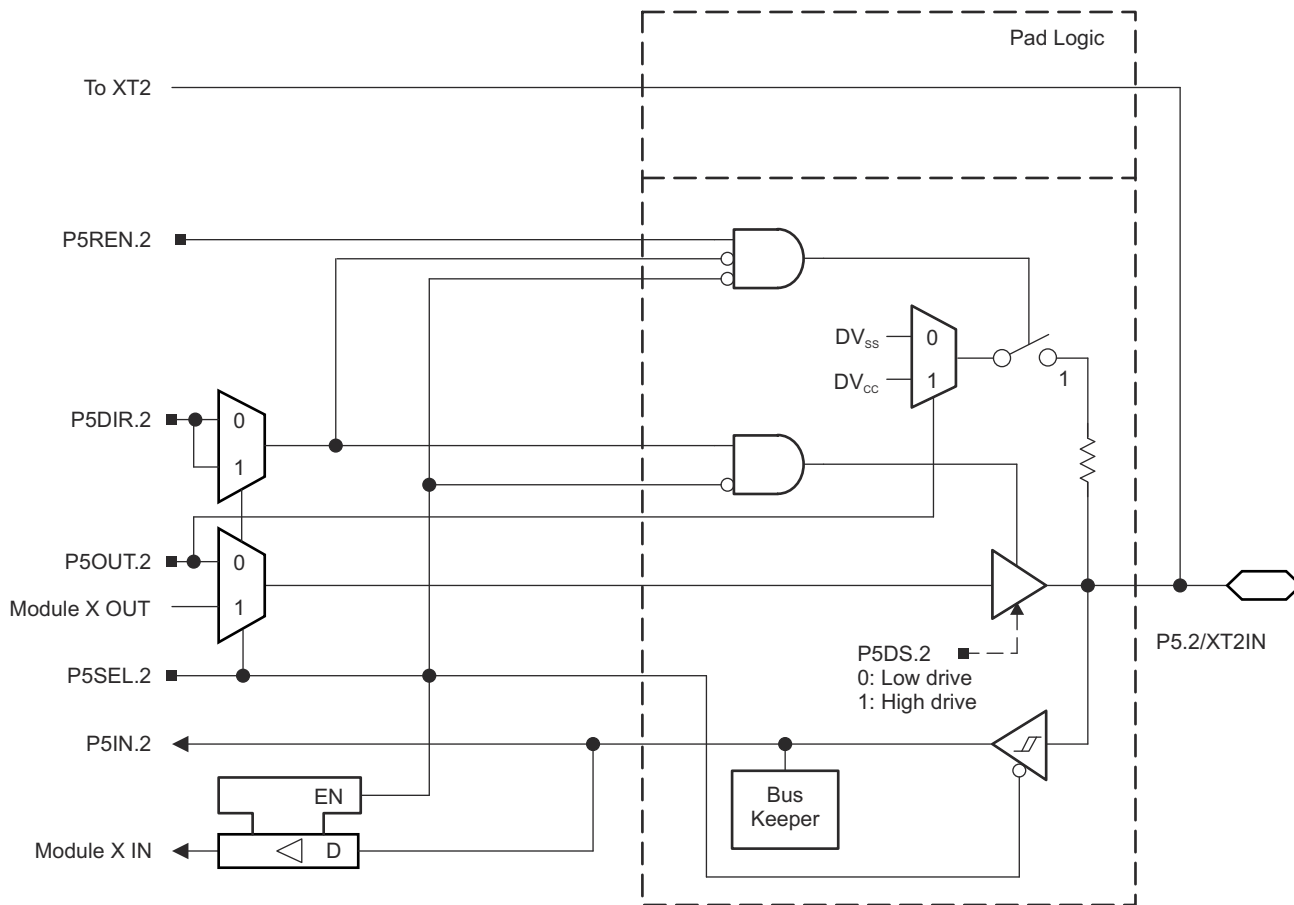 Pad Logic
To XT2
P5REN.2
DVSS
0
DVCC
1
1
P5DIR.2
0
1
P5OUT.2
0
Module X OUT
1
P5SEL.2
P5DS.2
0: Low drive
1: High drive
P5.2/XT2IN
P5IN.2
Bus
Keeper
EN
Module X IN
D